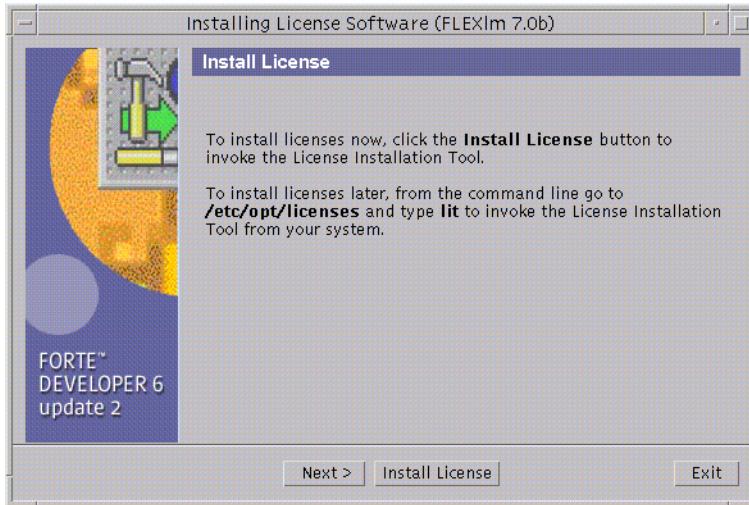 Installing License Software (FLEXlm 7.0b)
Install License
To install licenses now, click the Install License button to
invoke the License Installation Tool.
To install licenses later, from the command line go to
/etc/opt/licenses and type lit to invoke the License Installation
Tool from your system.
FORTE™
DEVELOPER 6
update 2
Next >
Install License
Exit